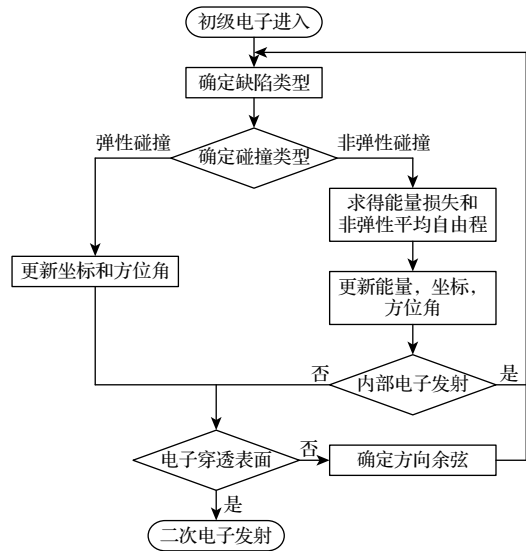 初级电子进入
确定缺陷类型
弹性碰撞
非弹性碰撞
确定碰撞类型
求得能量损失和
非弹性平均自由程
更新坐标和方位角
更新能量，坐标，
方位角
否
内部电子发射
是
电子穿透表面
否
确定方向余弦
是
二次电子发射